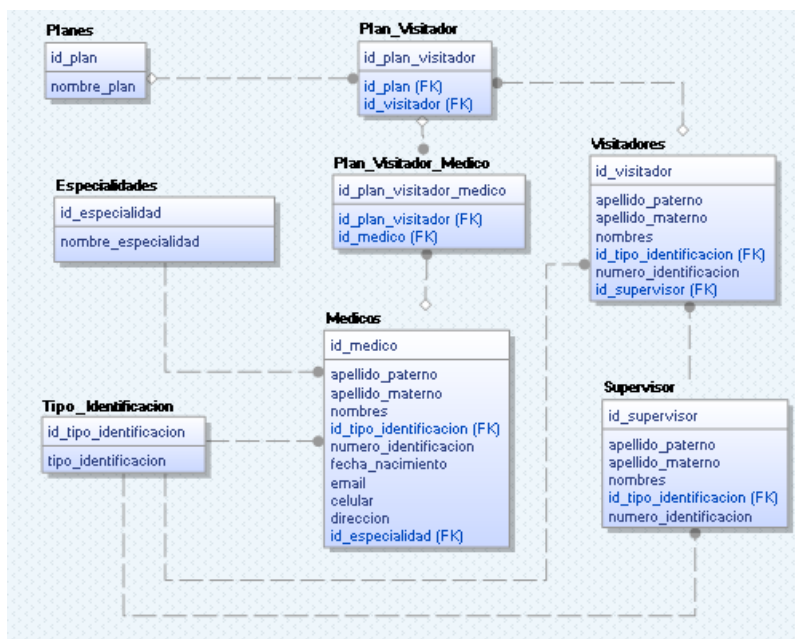 Planes
id_plan
nombre_plan
Plan_Visitador
id_plan_visitador
id_plan (FK)
id_visitador (FK)
Visitadores
id_visitador
apellido_paterno
apellido_materno
nombres
id_tipo_identificacion (FK)
numero_identificacion
id_supervisor (FK)
Plan_Visitador_Medico
id_plan_visitador_medico
id_plan_visitador (FK)
id_medico (FK)
Especialidades
id_especialidad
nombre_especialidad
Medicos
id_medico
apellido_paterno
apellido_materno
nombres
id_tipo_identificacion (FK)
numero_identificacion
fecha_nacimiento
email
celular
direccion
id_especialidad (FK)
Tipo_Identificacion
id_tipo_identificacion
tipo_identificacion
Supervisor
id_supervisor
apellido_paterno
apellido_materno
nombres
id_tipo_identificacion (FK)
numero_identificacion